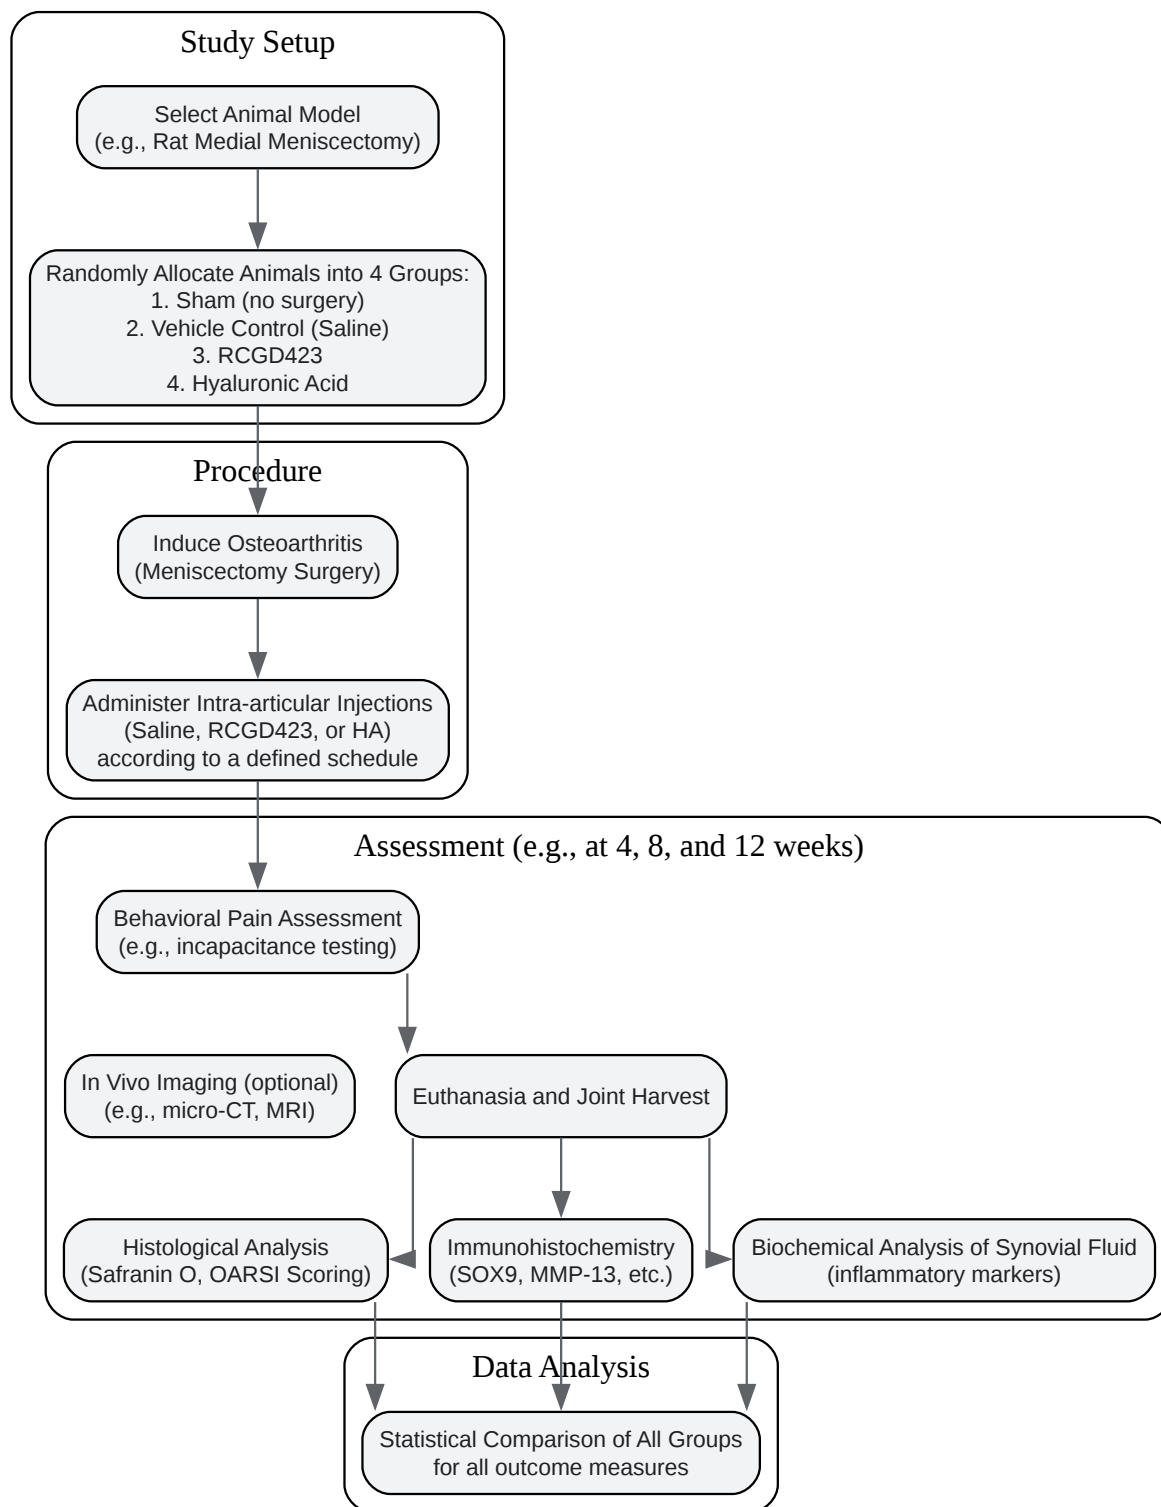 Study Setup
Select Animal Model
(e.g., Rat Medial Meniscectomy)
Randomly Allocate Animals into 4 Groups:
1. Sham (no surgery)
2. Vehicle Control (Saline)
3. RCGD423
4. Hyaluronic Acid
Procedure
Induce Osteoarthritis
(Meniscectomy Surgery)
Administer Intra-articular Injections
(Saline, RCGD423, or HA)
according to a defined schedule
Assessment (e.g., at 4, 8, and 12 weeks)
Behavioral Pain Assessment
(e.g., incapacitance testing)
In Vivo Imaging (optional)
(e.g., micro-CT, MRI)
Euthanasia and Joint Harvest
Histological Analysis
(Safranin O, OARSI Scoring)
Immunohistochemistry
(SOX9, MMP-13, etc.)
Biochemical Analysis of Synovial Fluid
(inflammatory markers)
Data Analysis
Statistical Comparison of All Groups
for all outcome measures